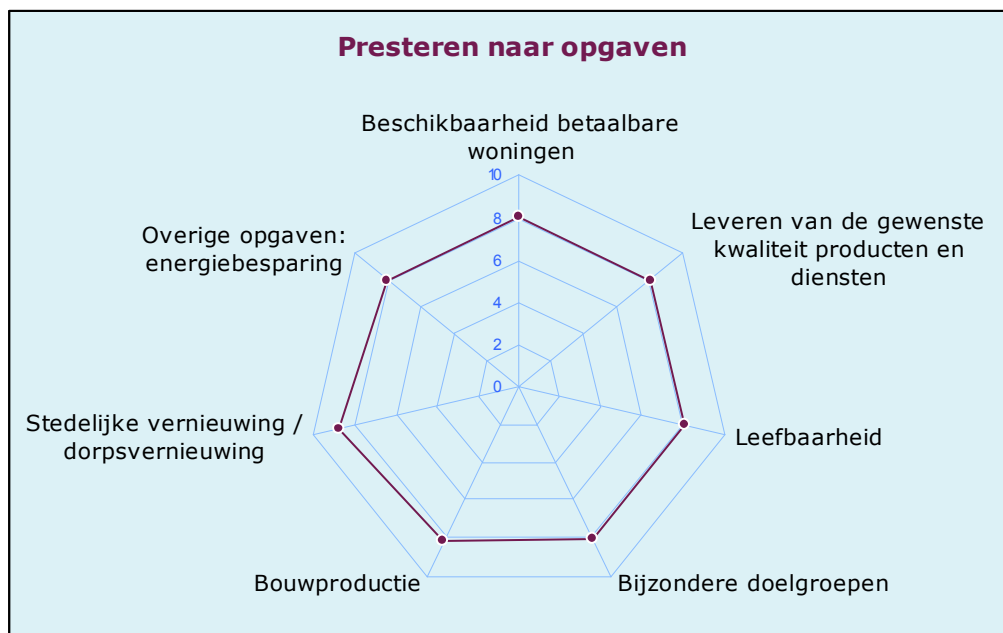 Presteren naar opgaven
Beschikbaarheid betaalbare
woningen
10
8
6
4
2
0
Leveren van de gewenste
kwaliteit producten en
diensten
Overige opgaven:
energiebesparing
Stedelijke vernieuwing /
dorpsvernieuwing
Leefbaarheid
Bouwproductie
Bijzondere doelgroepen